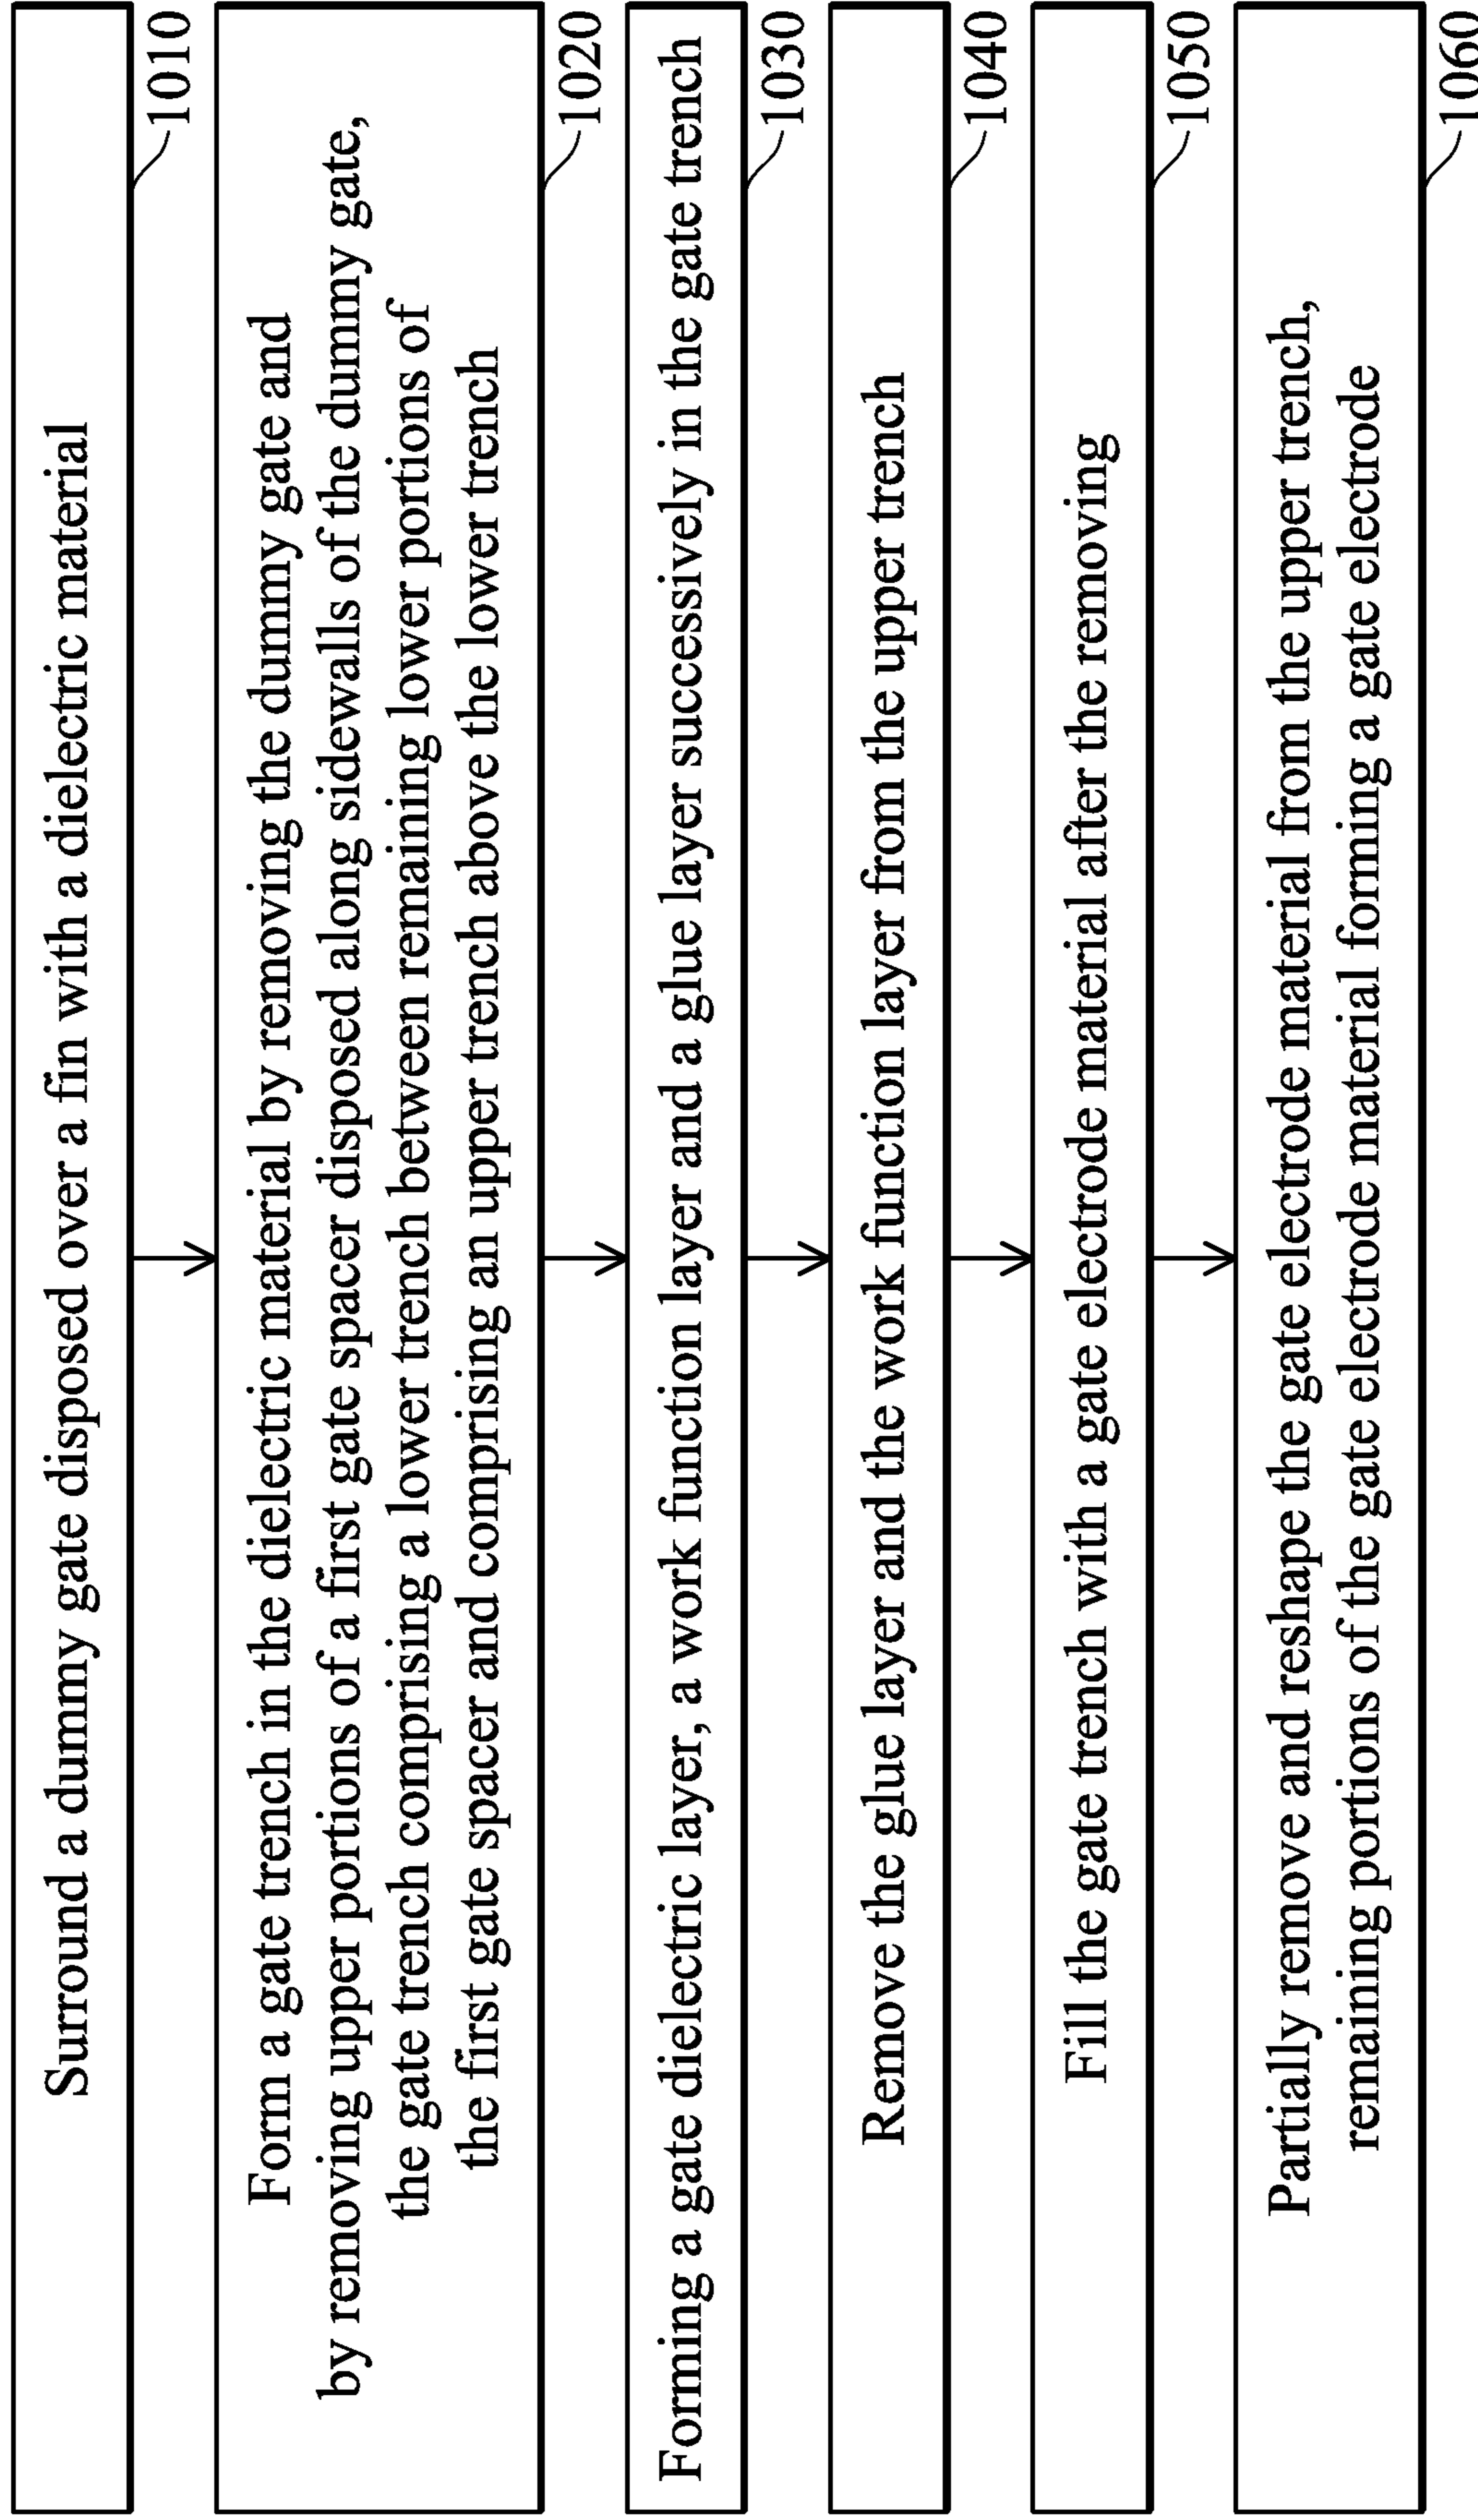 Surround a dummy gate disposed over a fin with a dielectric material
1010
Form a gate trench in the dielectric material by removing the dummy gate and
by removing upper portions of a first gate spacer disposed along sidewalls of the dummy gate,
the gate trench comprising a lower trench between remaining lower portions of
the first gate spacer and comprising an upper trench above the lower trench
1020
Forming a gate dielectric layer, a work function layer and a glue layer successively in the gate trench
1030
Remove the glue layer and the work function layer from the upper trench
1040
Fill the gate trench with a gate electrode material after the removing
1050
Partially remove and reshape the gate electrode material from the upper trench,
remaining portions of the gate electrode material forming a gate electrode
1060